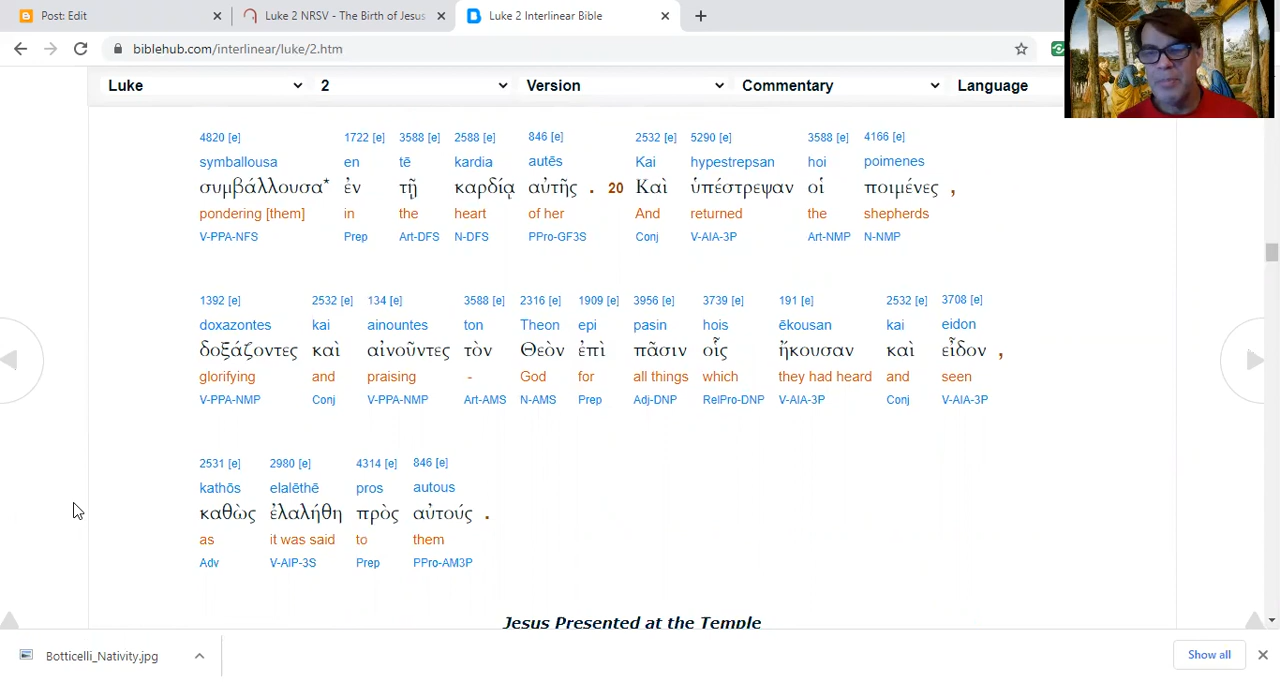 Post: Edit
Luke 2 NRSV - The Birth of Jesus
Luke 2 Interlinear Bible
biblehub.com/interlinear/luke/2.htm
Luke 2 Version Commentary Language
4820 [e] 1722 [e] 3588 [e] 2588 [e] 846 [e] 2532 [e] 5290 [e] 3588 [e] 4166 [e]
symballousa en tē kardia autēs Kai hypestrepsan hoi poimenes
συμβάλλουσα* ἐν τῇ καρδίᾳ αὐτῆς . 20 Καὶ ὑπέστρεψαν οἱ ποιμένες ,
pondering [them] in the heart of her And returned the shepherds
V-PPA-NFS Prep Art-DFS N-DFS PPro-GF3S Conj V-AIA-3P Art-NMP N-NMP
1392 [e] 2532 [e] 134 [e] 3588 [e] 2316 [e] 1909 [e] 3956 [e] 3739 [e] 191 [e] 2532 [e] 3708 [e]
doxazontes kai ainountes ton Theon epi pasin hois ēkousan kai eidon
δοξάζοντες καὶ αἰνοῦντες τὸν Θεὸν ἐπὶ πᾶσιν οἷς ἤκουσαν καὶ εἶδον ,
glorifying and praising - God for all things which they had heard and seen
V-PPA-NMP Conj V-PPA-NMP Art-AMS N-AMS Prep Adj-DNP RelPro-DNP V-AIA-3P Conj V-AIA-3P
2531 [e] 2980 [e] 4314 [e] 846 [e]
kathōs elalēthē pros autous
καθὼς ἐλαλήθη πρὸς αὐτούς .
as it was said to them
Adv V-AIP-3S Prep PPro-AM3P
Jesus Presented at the Temple
Botticelli_Nativity.jpg
Show all